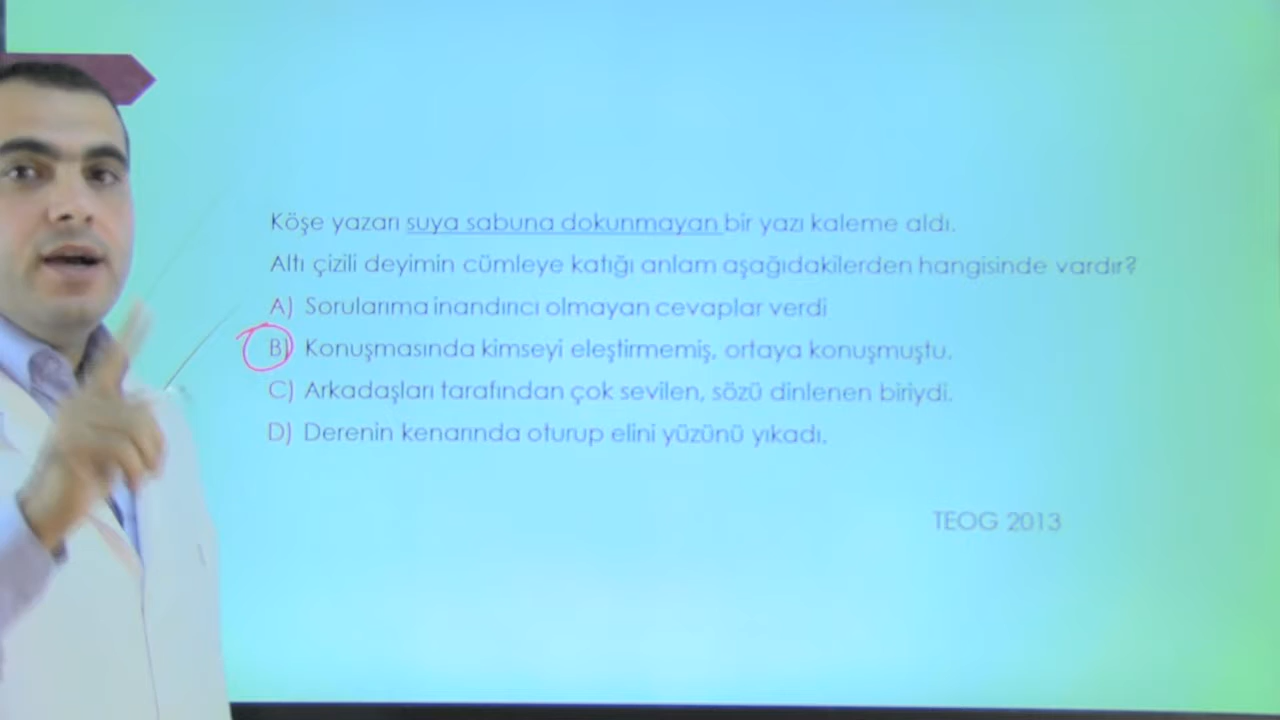 Köşe yazarı suya sabuna dokunmayan bir yazı kaleme aldı.
Altı çizili deyimin cümleye katığı anlam aşağıdakilerden hangisinde vardır?
A) Sorularıma inandırıcı olmayan cevaplar verdi
B) Konuşmasında kimseyi eleştirmemiş, ortaya konuşmuştu.
C) Arkadaşları tarafından çok sevilen, sözü dinlenen biriydi.
D) Derenin kenarında oturup elini yüzünü yıkadı.
TEOG 2013